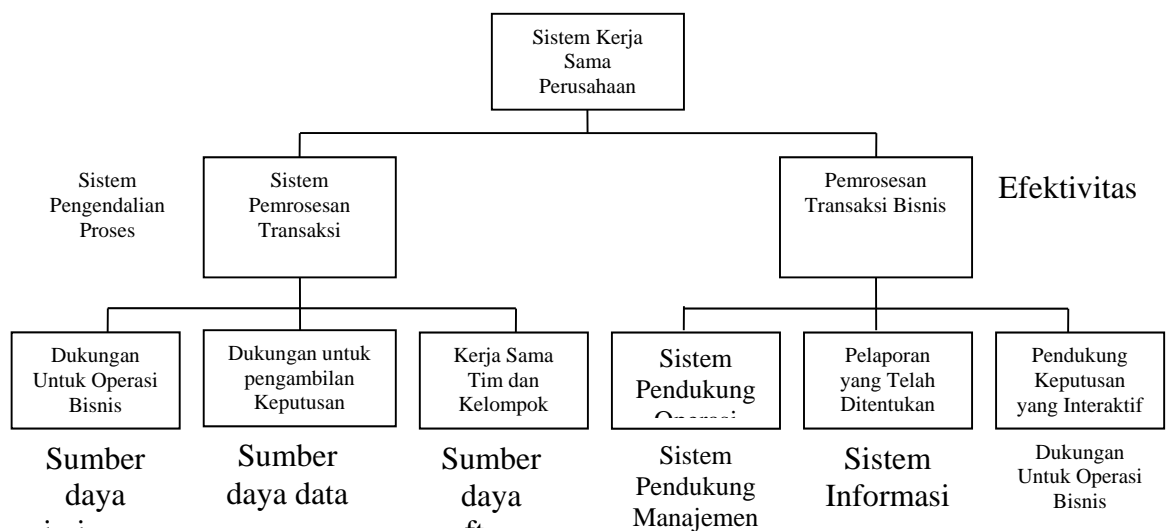 Sistem Kerja
Sama
Perusahaan
Sistem
Pengendalian
Proses
Sistem
Pemrosesan
Transaksi
Pemrosesan
Transaksi Bisnis
Efektivitas
Dukungan
Untuk Operasi
Bisnis
Dukungan untuk
pengambilan
Keputusan
Kerja Sama
Tim dan
Kelompok
Sistem
Pendukung
Operasi
Pelaporan
yang Telah
Ditentukan
Pendukung
Keputusan
yang Interaktif
Sumber
daya
Sumber
daya data
Sumber
daya
Sistem
Pendukung
Manajemen
Sistem
Informasi
Dukungan
Untuk Operasi
Bisnis